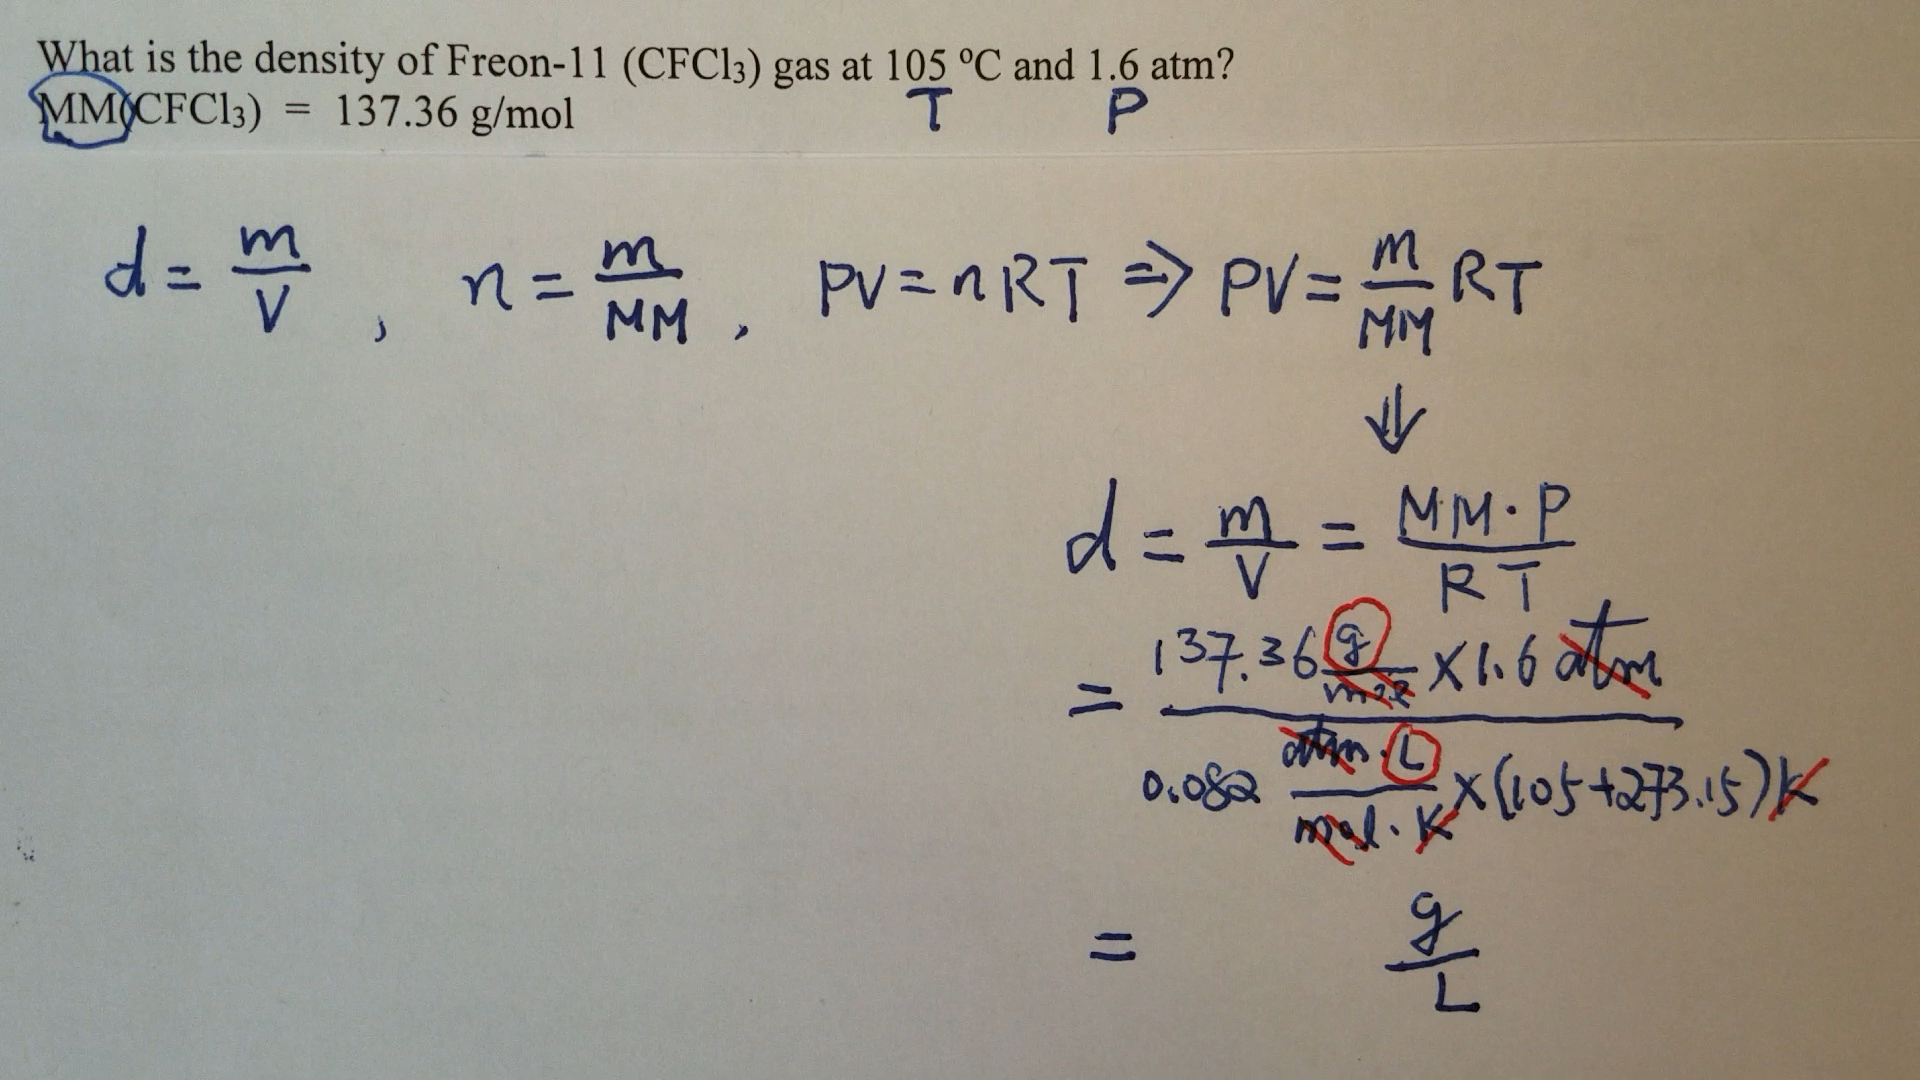 What is the density of Freon-11 (CFCl₃) gas at 105 ºC and 1.6 atm?
MM(CFCl₃) = 137.36 g/mol
T P
d = m/V , n = m/MM , PV = nRT ⇒ PV = m/MM RT
⇓
d = m/V = MM·P/RT
= 137.36 g/mol × 1.6 atm
0.082 atm·L/mol·K × (105+273.15)K
= g/L